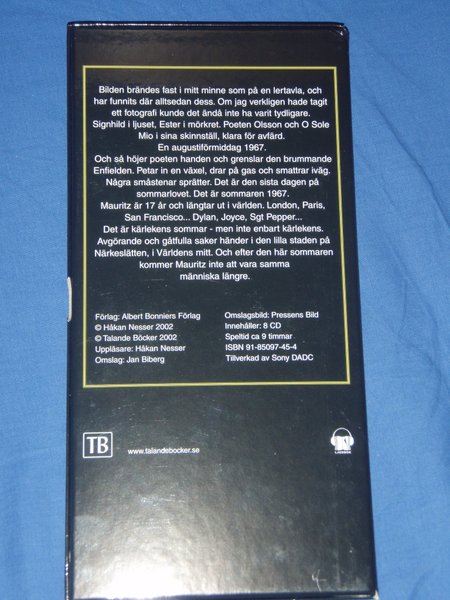 Bilden brändes fast i mitt minne som på en lertavla, och
har funnits där alltsedan dess. Om jag verkligen hade tagit
ett fotografi kunde det ändå inte ha varit tydligare.
Signhild i ljuset, Ester i mörkret. Poeten Olsson och O Sole
Mio i sina skinnställ, klara för avfärd.
En augustiförmiddag 1967.
Och så höjer poeten handen och grenslar den brummande
Enfielden. Petar in en växel, drar på gas och smattrar iväg.
Några småstenar sprätter. Det är den sista dagen på
sommarlovet. Det är sommaren 1967.
Mauritz är 17 år och längtar ut i världen. London, Paris,
San Francisco... Dylan, Joyce, Sgt Pepper...
Det är kärlekens sommar - men inte enbart kärlekens.
Avgörande och gåtfulla saker händer i den lilla staden på
Närkeslätten, i Världens mitt. Och efter den här sommaren
kommer Mauritz inte att vara samma
människa längre.
Förlag: Albert Bonniers Förlag
© Håkan Nesser 2002
© Talande Böcker 2002
Uppläsare: Håkan Nesser
Omslag: Jan Biberg
Omslagsbild: Pressens Bild
Innehåller: 8 CD
Speltid ca 9 timmar
ISBN 91-85097-45-4
Tillverkad av Sony DADC
TB
www.talandebocker.se
LJUDBOK